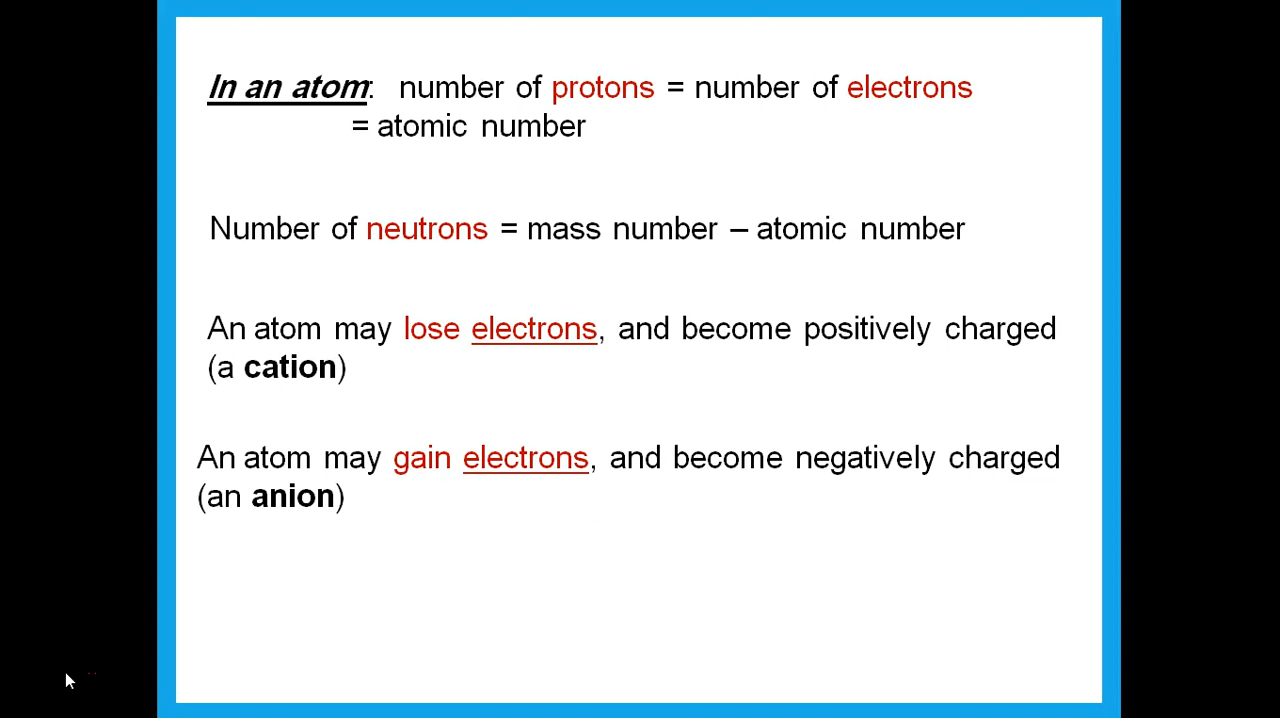 In an atom: number of protons = number of electrons
= atomic number
Number of neutrons = mass number – atomic number
An atom may lose electrons, and become positively charged
(a cation)
An atom may gain electrons, and become negatively charged
(an anion)